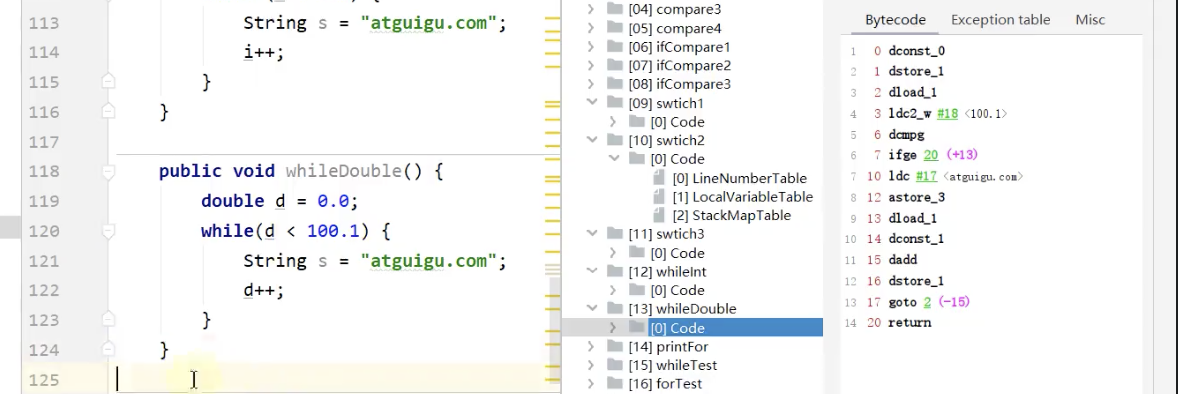 113 String s = "atguigu.com";
114 i++;
115 }
116 }
117
118 public void whileDouble() {
119 double d = 0.0;
120 while(d < 100.1) {
121 String s = "atguigu.com";
122 d++;
123 }
124 }
125
[04] compare3
[05] compare4
[06] ifCompare1
[07] ifCompare2
[08] ifCompare3
[09] swtich1
[0] Code
[10] swtich2
[0] Code
[0] LineNumberTable
[1] LocalVariableTable
[2] StackMapTable
[11] swtich3
[0] Code
[12] whileInt
[0] Code
[13] whileDouble
[0] Code
[14] printFor
[15] whileTest
[16] forTest
Bytecode Exception table Misc
1 0 dconst_0
2 1 dstore_1
3 2 dload_1
4 3 ldc2_w #18 <100.1>
5 6 dcmpg
6 7 ifge 20 (+13)
7 10 ldc #17 <atguigu.com>
8 12 astore_3
9 13 dload_1
10 14 dconst_1
11 15 dadd
12 16 dstore_1
13 17 goto 2 (-15)
14 20 return